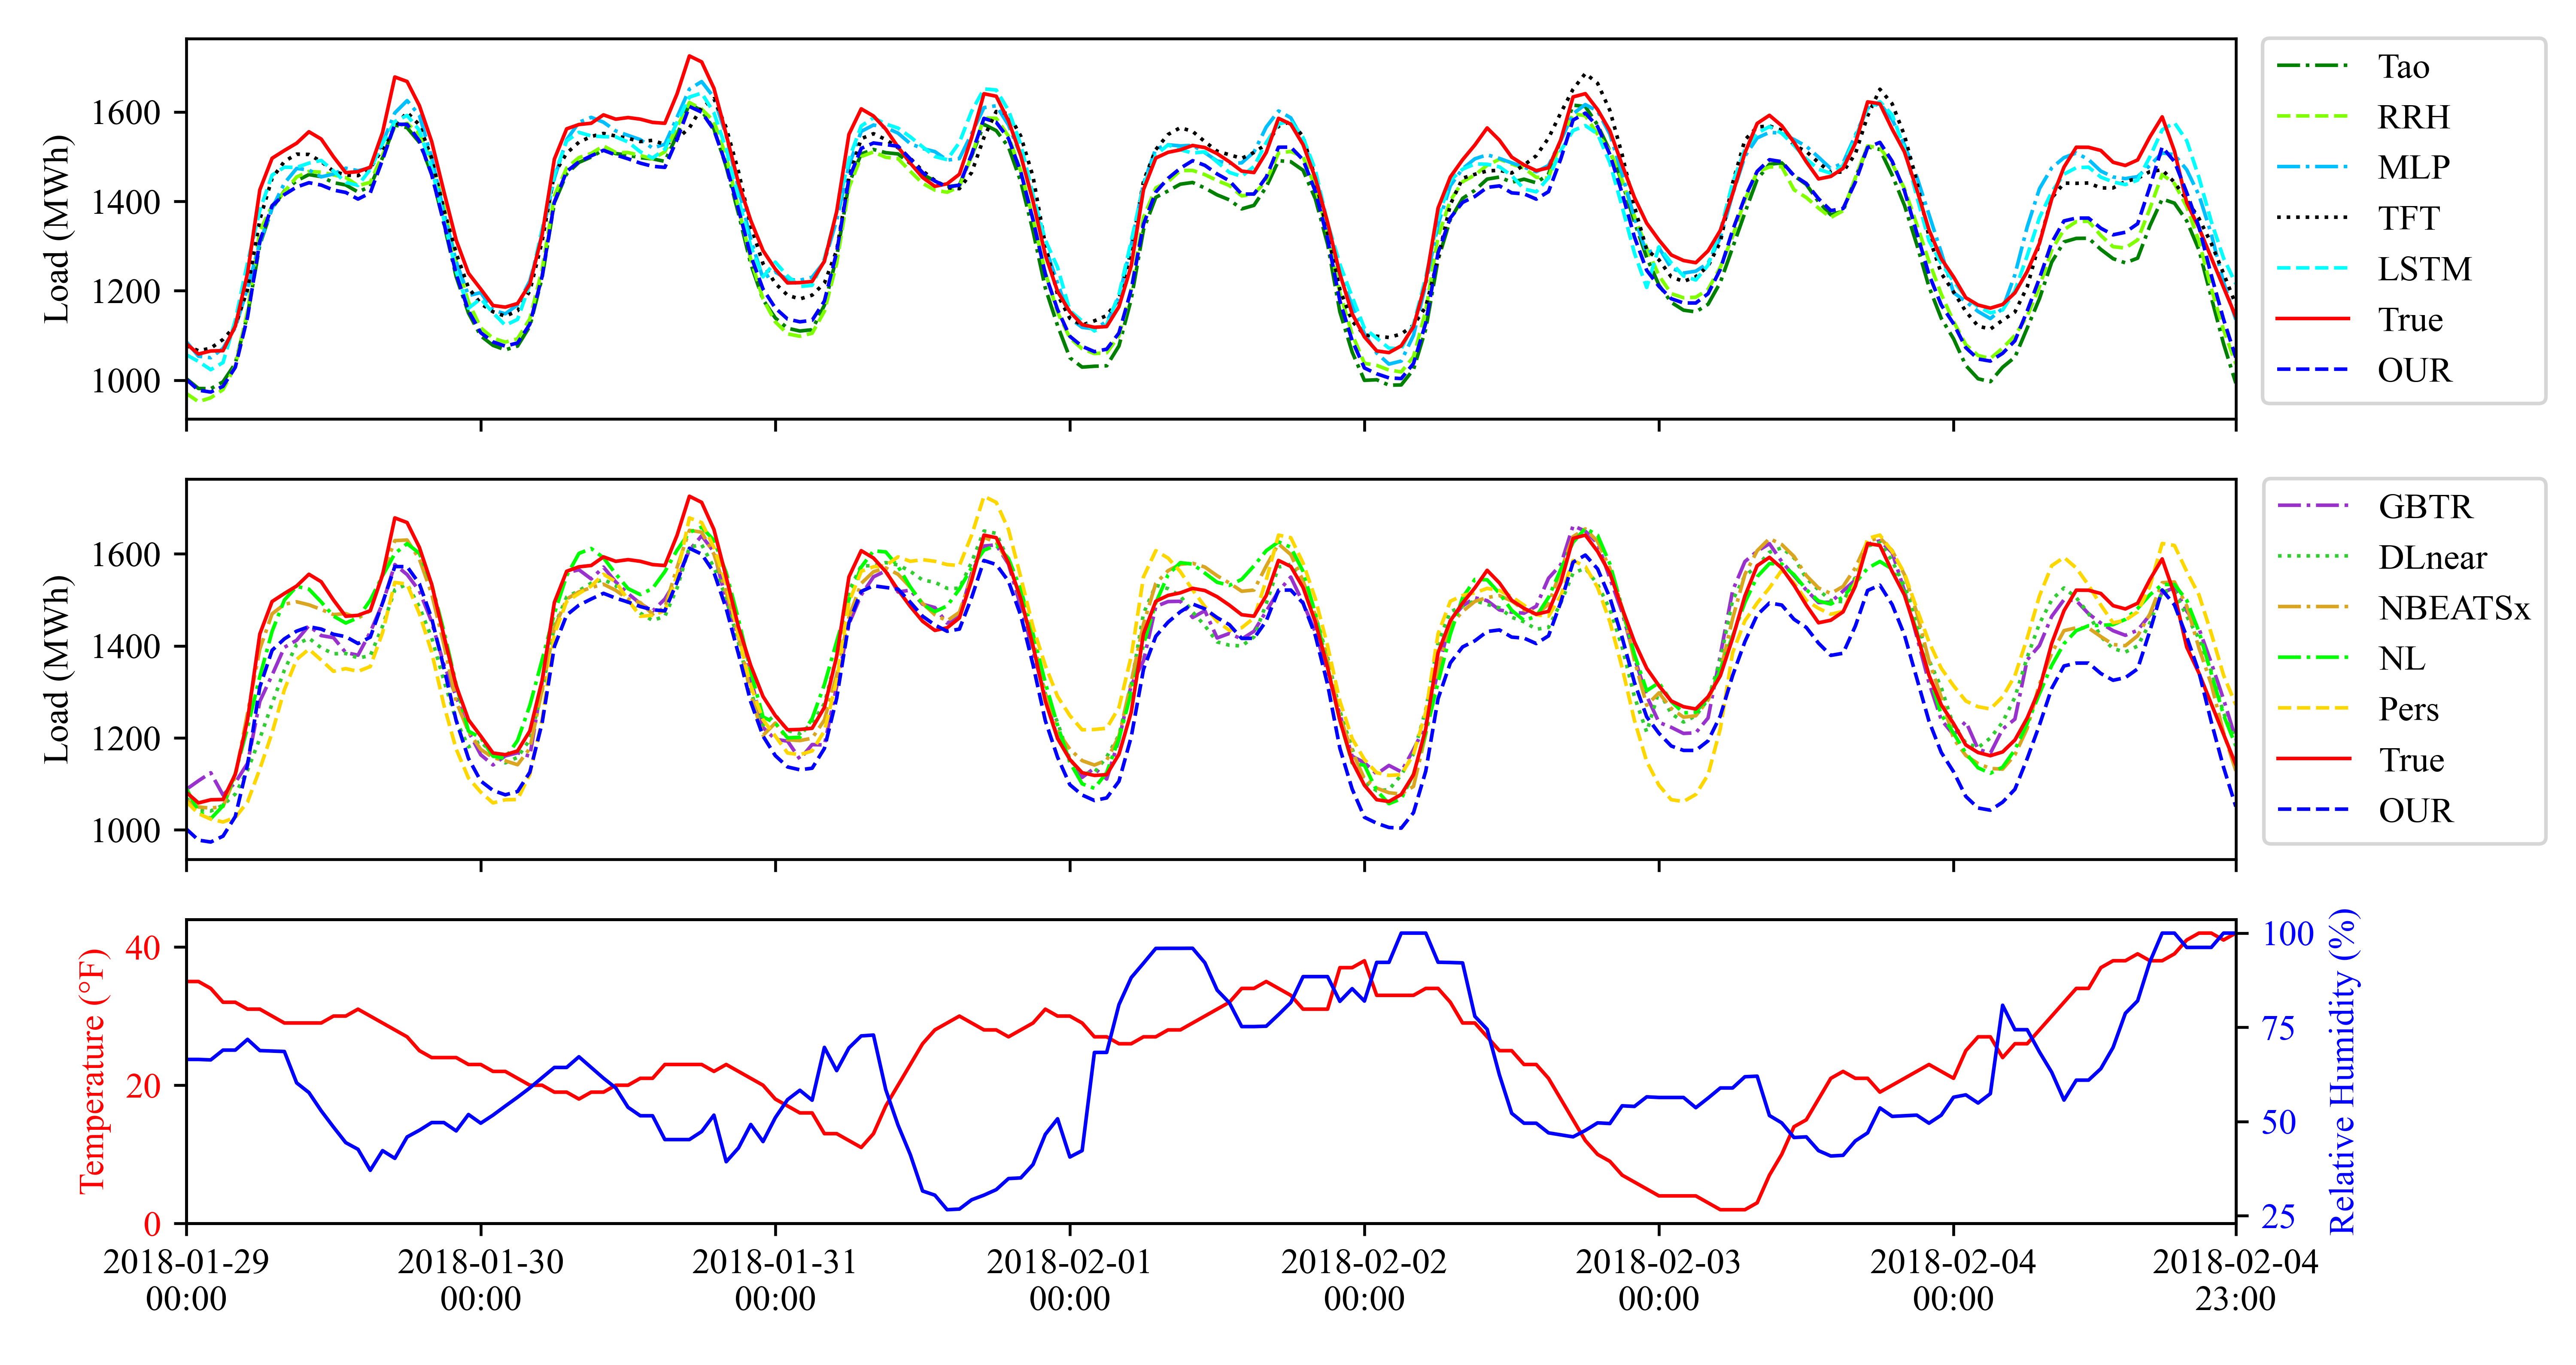 Load (MWh)
1600
1400
1200
1000
Tao
RRH
MLP
TFT
LSTM
True
OUR
Load (MWh)
1600
1400
1200
1000
GBTR
DLnear
NBEATSx
NL
Pers
True
OUR
Temperature (°F)
40
20
0
100
75
50
25
Relative Humidity (%)
2018-01-29
00:00
2018-01-30
00:00
2018-01-31
00:00
2018-02-01
00:00
2018-02-02
00:00
2018-02-03
00:00
2018-02-04
00:00
2018-02-04
23:00